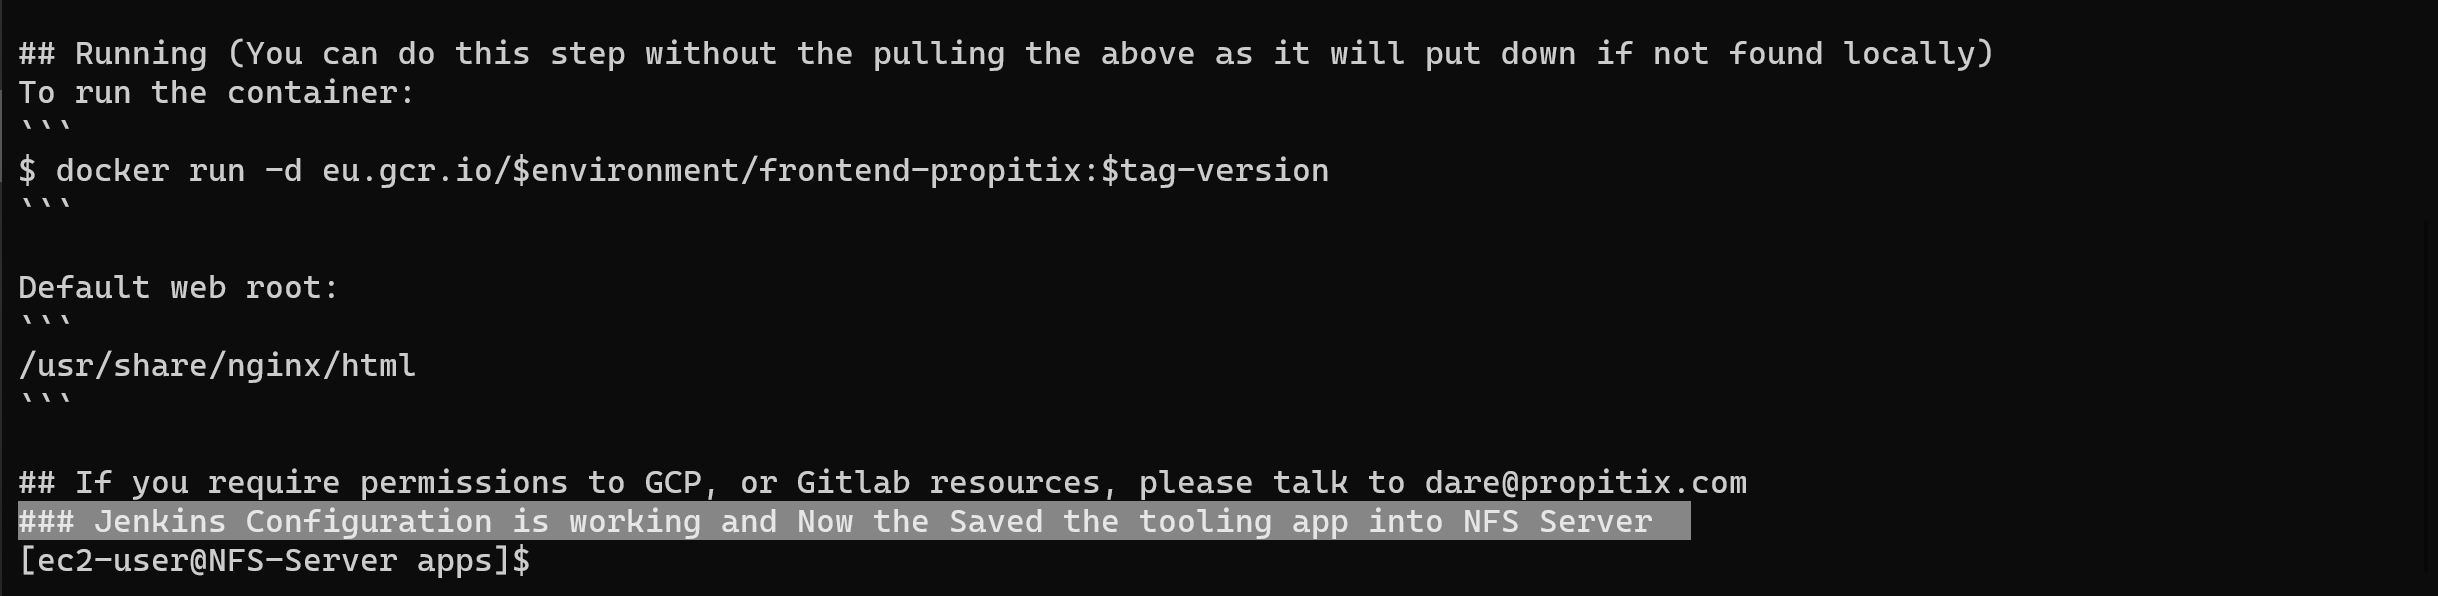 ## Running (You can do this step without the pulling the above as it will put down if not found locally)
To run the container:
```
$ docker run -d eu.gcr.io/$environment/frontend-propitix:$tag-version
```
Default web root:
```
/usr/share/nginx/html
```
## If you require permissions to GCP, or Gitlab resources, please talk to dare@propitix.com
### Jenkins Configuration is working and Now the Saved the tooling app into NFS Server
[ec2-user@NFS-Server apps]$